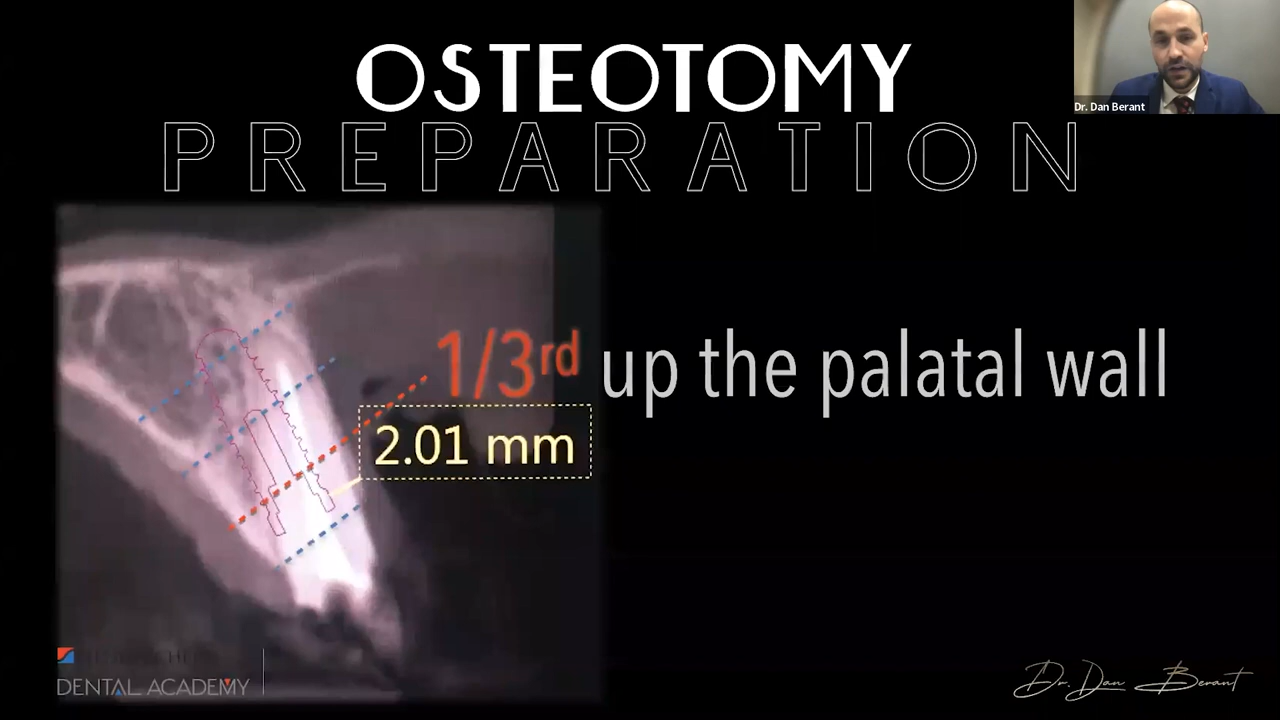 OSTEOTOMY
Dr. Dan Berant
PREPARATION
1/3rd up the palatal wall
2.01 mm
DENTAL ACADEMY
Dr. Dan Berant